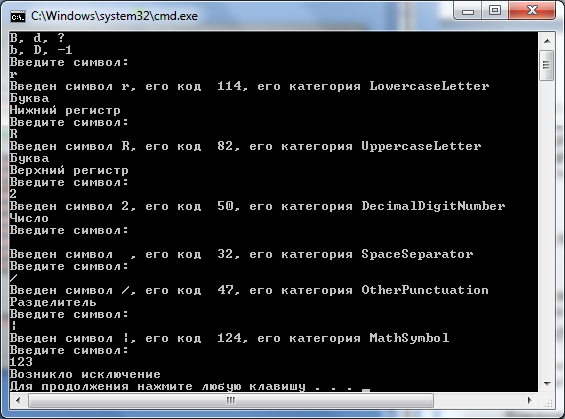 C:\Windows\system32\cmd.exe
B, d, ?
b, D, -1
Введите символ:
r
Введен символ r, его код  114, его категория LowercaseLetter
Буква
Нижний регистр
Введите символ:
R
Введен символ R, его код  82, его категория UppercaseLetter
Буква
Верхний регистр
Введите символ:
2
Введен символ 2, его код  50, его категория DecimalDigitNumber
Число
Введите символ:
Введен символ  , его код  32, его категория SpaceSeparator
Введите символ:
/
Введен символ /, его код  47, его категория OtherPunctuation
Разделитель
Введите символ:
¦
Введен символ ¦, его код  124, его категория MathSymbol
Введите символ:
123
Возникло исключение
Для продолжения нажмите любую клавишу . . .